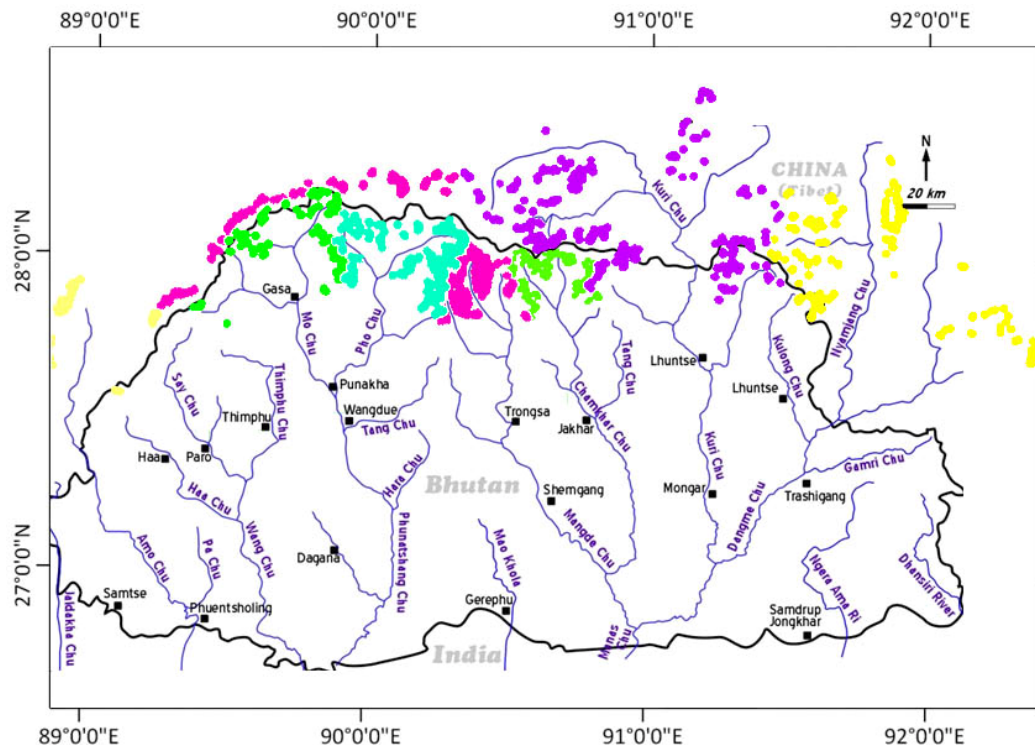 89°0'0"E
90°0'0"E
91°0'0"E
92°0'0"E
N
20 km
CHINA
(Tibet)
Kuri Chu
28°0'0"N
Nyamjang Chu
Gasa
Mo Chu
Pho Chu
Tang Chu
Lhuntse
Kulong Chu
Say Chu
Thimphu Chu
Punakha
Lhuntse
Chamkhar Chu
Thimphu
Wangdue
Tang Chu
Trongsa
Jakhar
Haa
Paro
Kuri Chu
Gamri Chu
Hara Chu
Bhutan
Shemgang
Mongar
Trashigang
Haa Chu
Dangme Chu
Wang Chu
Phunatshang Chu
Mangde Chu
Mao Khola
Amo Chu
Pa Chu
Dagana
27°0'0"N
Ngera Ama Ri
Dhansiri River
Samtse
Phuentsholing
Gerephu
Samdrup
Jongkhar
Jaldakha Chu
Manas
Chu
India
89°0'0"E
90°0'0"E
91°0'0"E
92°0'0"E